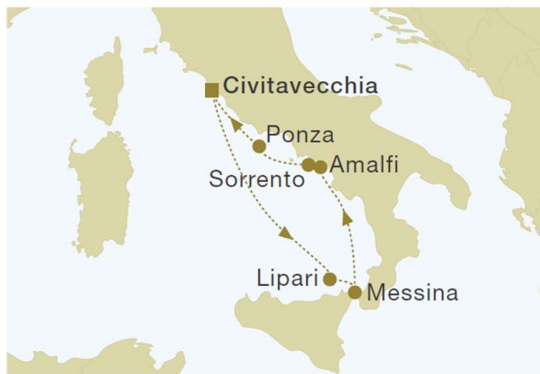 Civitavecchia
Ponza
Amalfi
Sorrento
Lipari
Messina